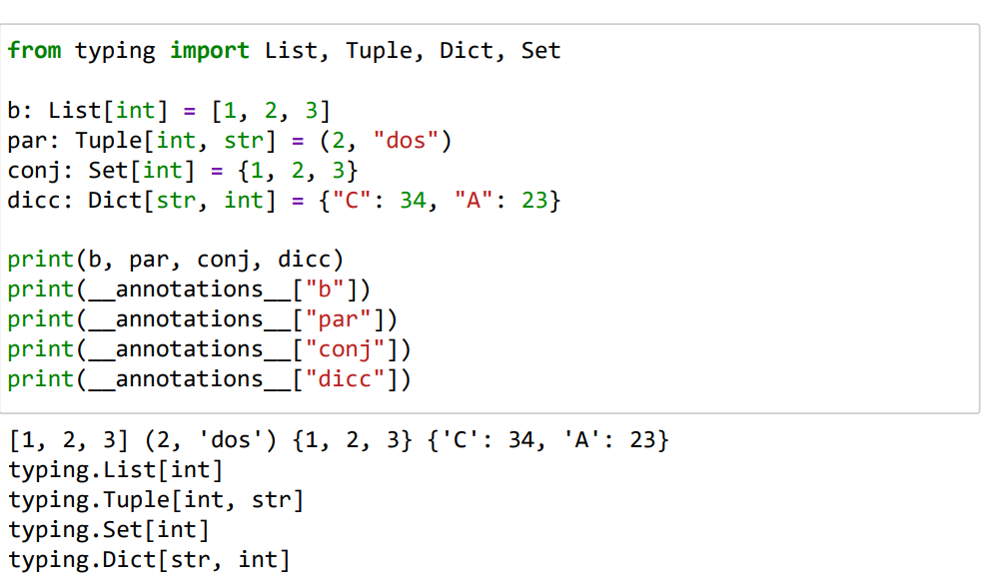 from typing import List, Tuple, Dict, Set
b: List[int] = [1, 2, 3]
par: Tuple[int, str] = (2, "dos")
conj: Set[int] = {1, 2, 3}
dicc: Dict[str, int] = {"C": 34, "A": 23}
print(b, par, conj, dicc)
print(__annotations__["b"])
print(__annotations__["par"])
print(__annotations__["conj"])
print(__annotations__["dicc"])
[1, 2, 3] (2, 'dos') {1, 2, 3} {'C': 34, 'A': 23}
typing.List[int]
typing.Tuple[int, str]
typing.Set[int]
typing.Dict[str, int]